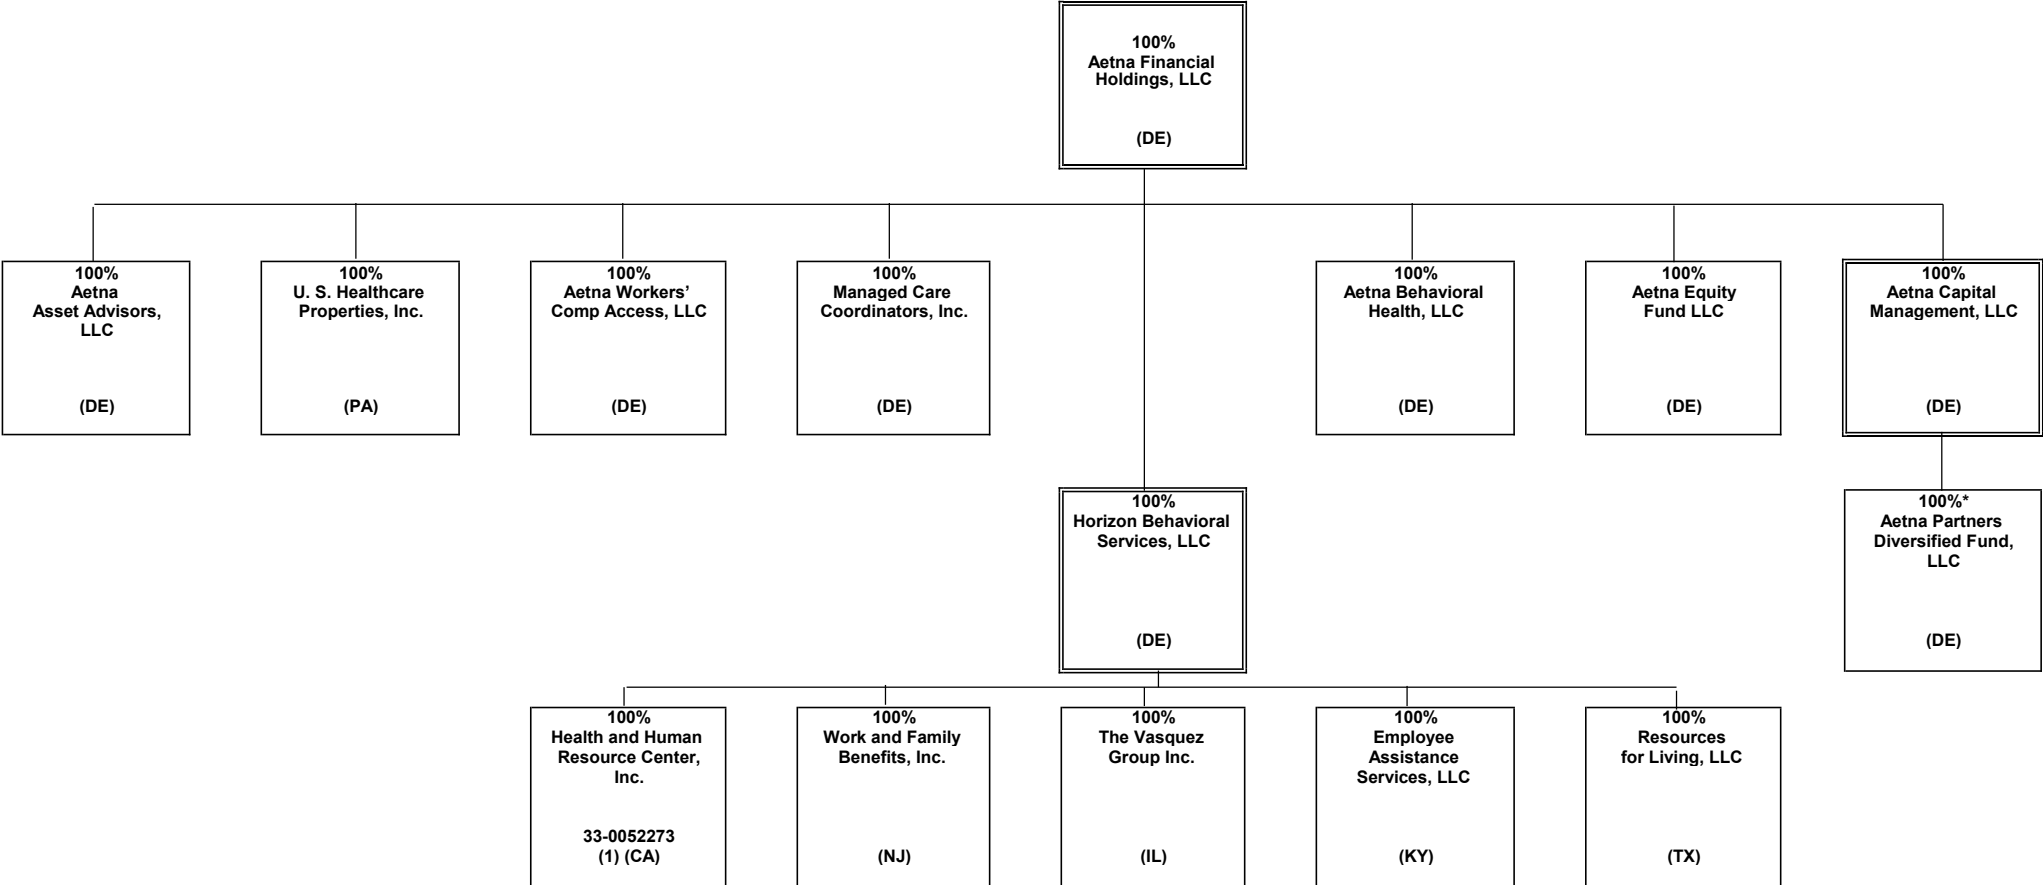 100%
Aetna Financial
Holdings, LLC
(DE)
100%
Aetna
Asset Advisors,
LLC
(DE)
100%
U. S. Healthcare
Properties, Inc.
(PA)
100%
Aetna Workers’
Comp Access, LLC
(DE)
100%
Managed Care
Coordinators, Inc.
(DE)
100%
Aetna Behavioral
Health, LLC
(DE)
100%
Aetna Equity
Fund LLC
(DE)
100%
Aetna Capital
Management, LLC
(DE)
100%
Horizon Behavioral
Services, LLC
(DE)
100%*
Aetna Partners
Diversified Fund,
LLC
(DE)
100%
Health and Human
Resource Center,
Inc.
33-0052273
(1) (CA)
100%
Work and Family
Benefits, Inc.
(NJ)
100%
The Vasquez
Group Inc.
(IL)
100%
Employee
Assistance
Services, LLC
(KY)
100%
Resources
for Living, LLC
(TX)